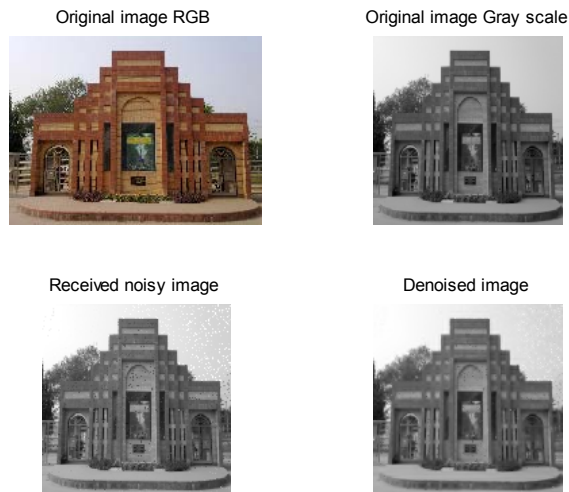 Original image RGB
Original image Gray scale
Received noisy image
Denoised image